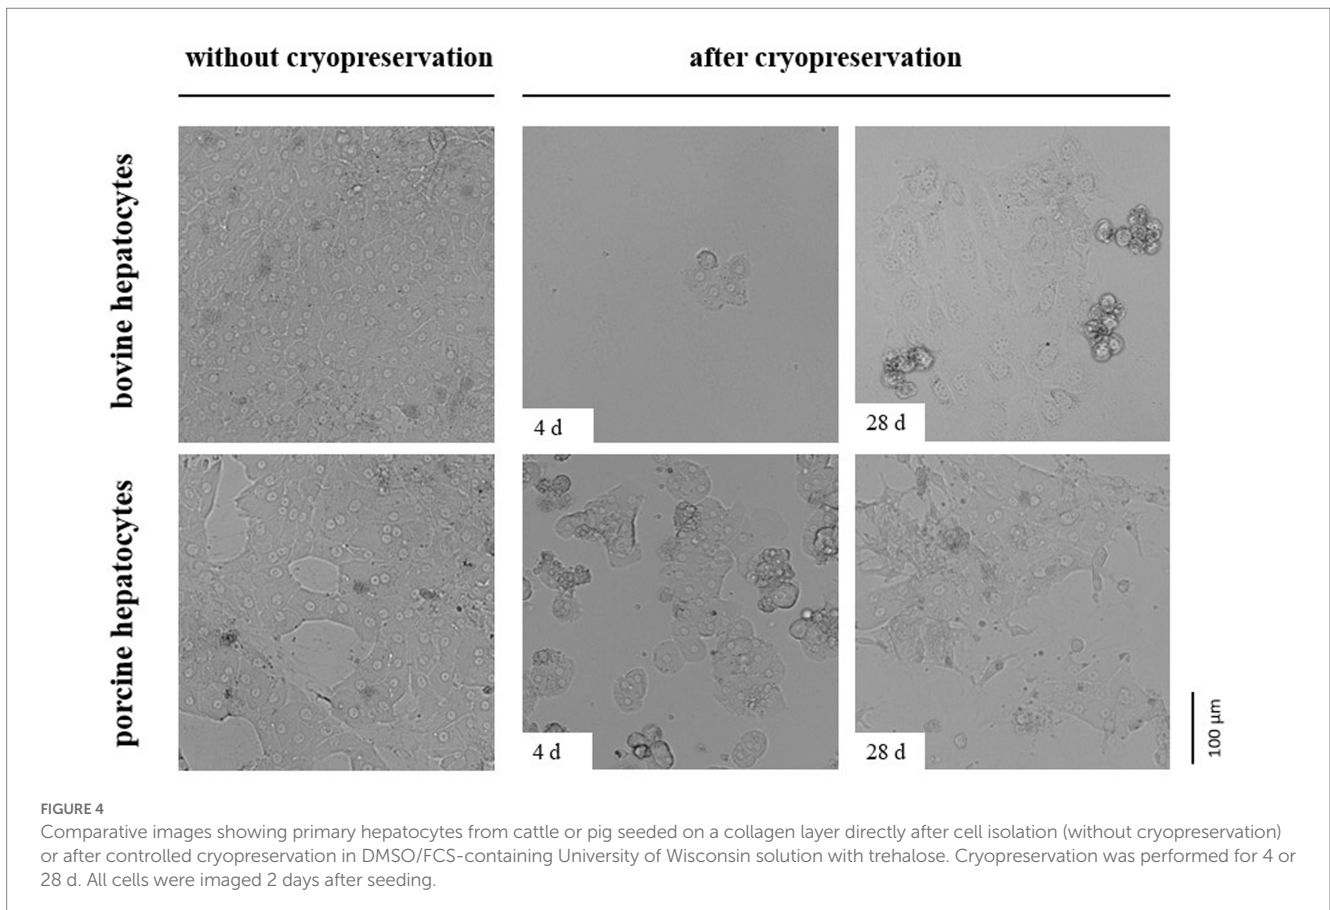 without cryopreservation
after cryopreservation
bovine hepatocytes
4 d
28 d
porcine hepatocytes
4 d
28 d
100 µm
FIGURE 4
Comparative images showing primary hepatocytes from cattle or pig seeded on a collagen layer directly after cell isolation (without cryopreservation)
or after controlled cryopreservation in DMSO/FCS-containing University of Wisconsin solution with trehalose. Cryopreservation was performed for 4 or
28 d. All cells were imaged 2 days after seeding.